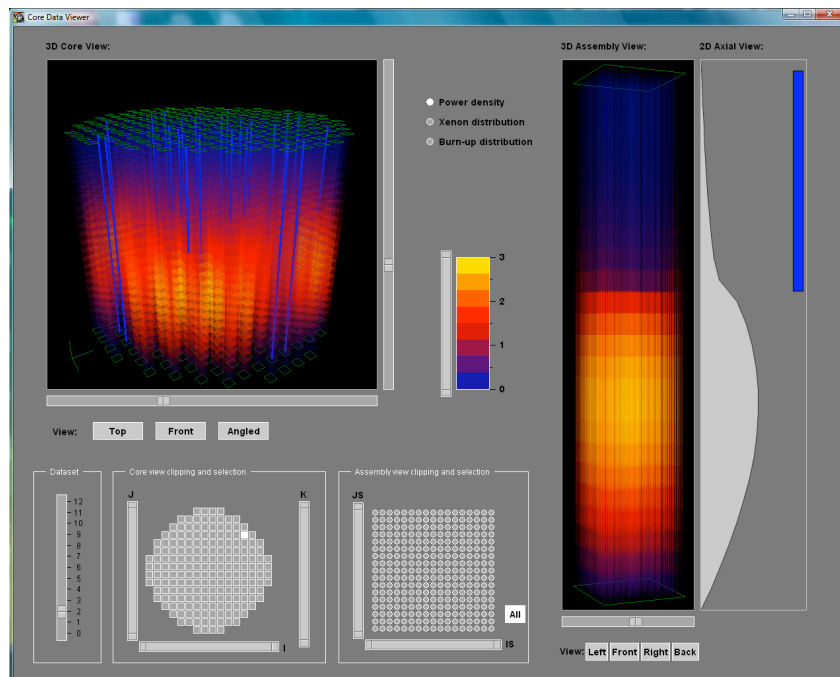 Core Data Viewer
3D Core View:
3D Assembly View:
2D Axial View:
Power density
Xenon distribution
Burn-up distribution
3
2
1
0
View:
Top
Front
Angled
Dataset
12
11
10
9
8
7
6
5
4
3
2
1
0
Core view clipping and selection
J
K
I
Assembly view clipping and selection
JS
All
IS
View:
Left
Front
Right
Back